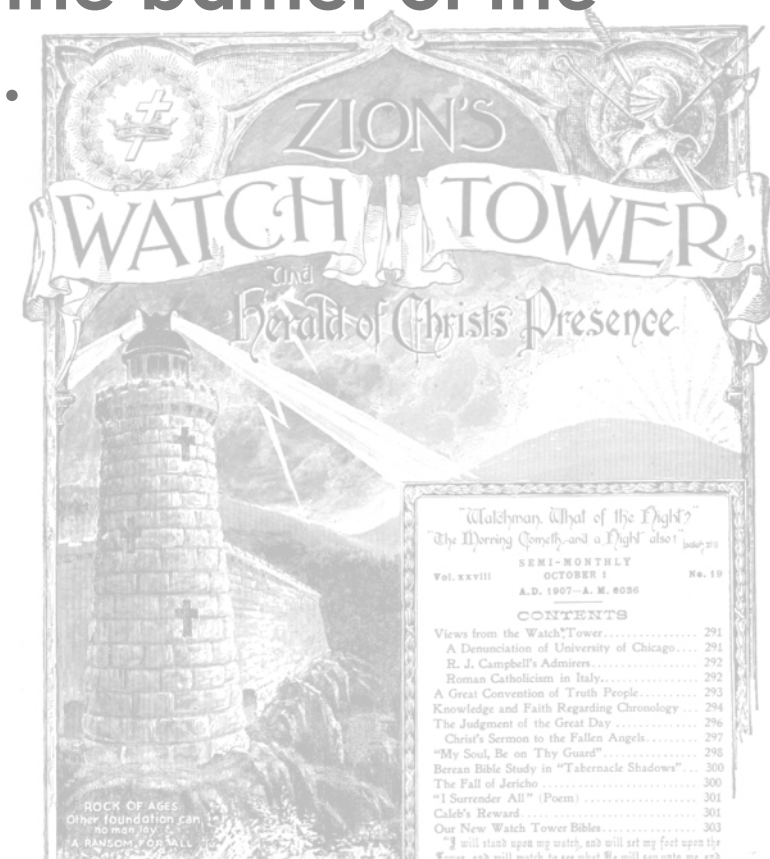 ZION'S
WATCH TOWER
and
Herald of Christs Presence
"Watchman, What of the Night?"
"The Morning Cometh, and a Night also!" Isaiah 21:11
SEMI-MONTHLY
Vol. XXVIII OCTOBER 1 No. 19
A.D. 1907—A. M. 6036
CONTENTS
Views from the Watch Tower............... 291
A Denunciation of University of Chicago.... 291
R. J. Campbell's Admirers................ 292
Roman Catholicism in Italy............... 292
A Great Convention of Truth People.......... 293
Knowledge and Faith Regarding Chronology ... 294
The Judgment of the Great Day ............. 296
Christ's Sermon to the Fallen Angels........ 297
"My Soul, Be on Thy Guard"................ 298
Berean Bible Study in "Tabernacle Shadows"... 300
The Fall of Jericho ....................... 300
"I Surrender All" (Poem) ................. 301
Caleb's Reward........................... 301
Our New Watch Tower Bibles............... 303
"I will stand upon my watch, and will set my foot upon the
ROCK OF AGES
Other foundation can
no man lay
A RANSOM FOR ALL